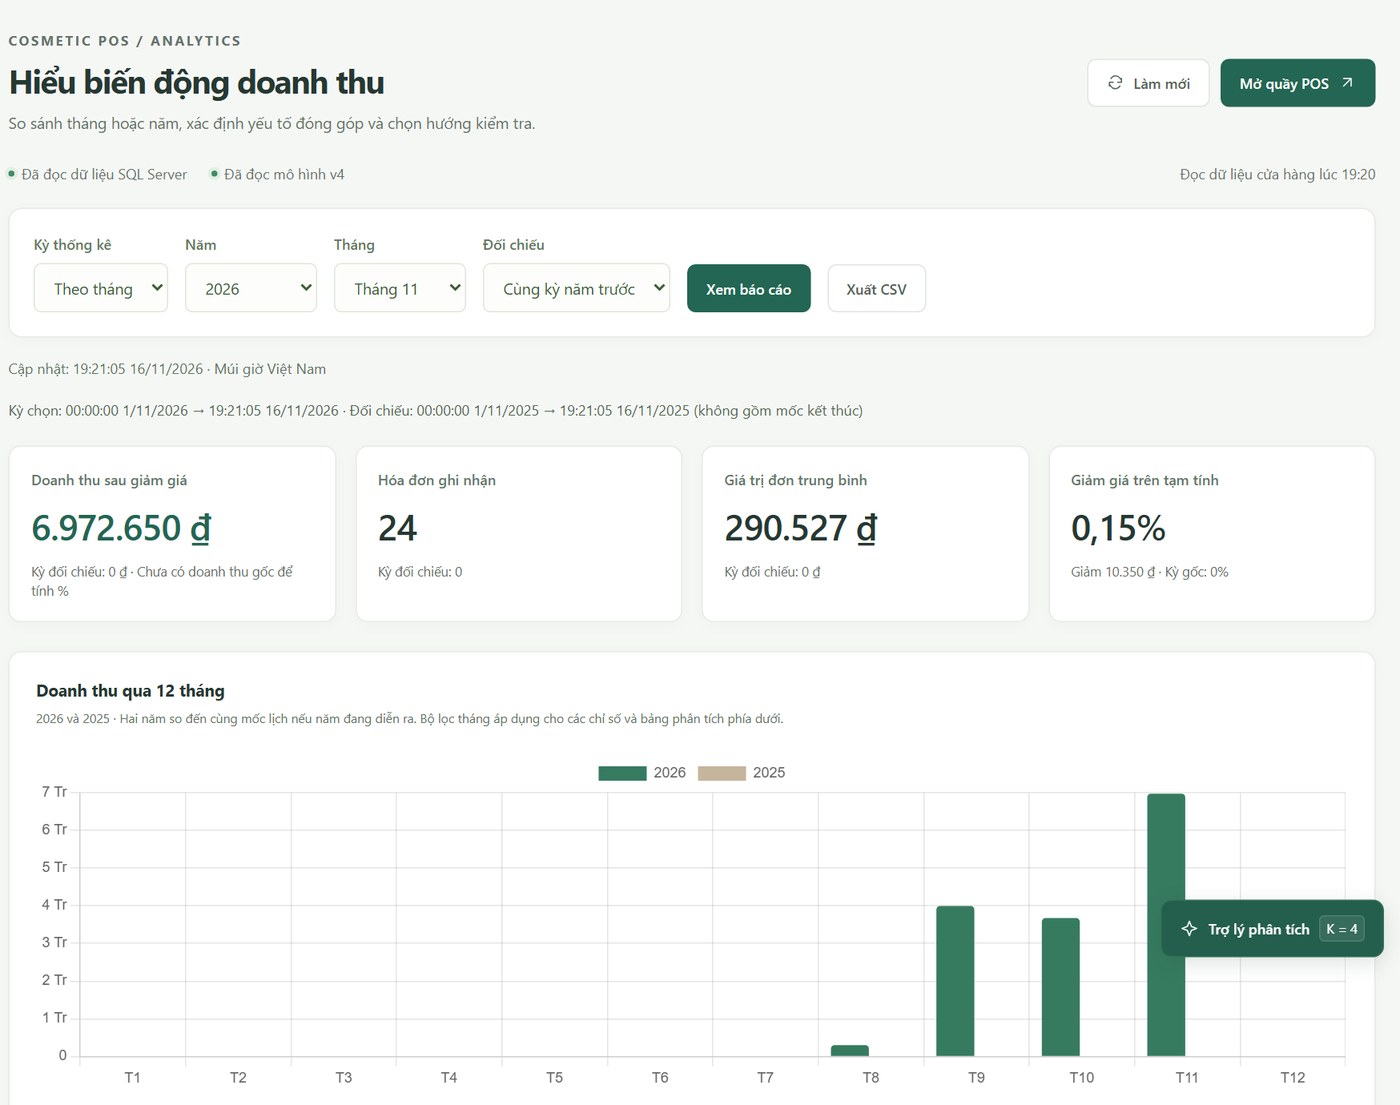 COSMETIC POS / ANALYTICS
Hiểu biến động doanh thu
So sánh tháng hoặc năm, xác định yếu tố đóng góp và chọn hướng kiểm tra.
Làm mới
Mở quầy POS
Đã đọc dữ liệu SQL Server
Đã đọc mô hình v4
Đọc dữ liệu cửa hàng lúc 19:20
Kỳ thống kê
Năm
Tháng
Đối chiếu
Theo tháng
2026
Tháng 11
Cùng kỳ năm trước
Xem báo cáo
Xuất CSV
Cập nhật: 19:21:05 16/11/2026 · Múi giờ Việt Nam
Kỳ chọn: 00:00:00 1/11/2026 → 19:21:05 16/11/2026 · Đối chiếu: 00:00:00 1/11/2025 → 19:21:05 16/11/2025 (không gồm mốc kết thúc)
Doanh thu sau giảm giá
6.972.650 ₫
Kỳ đối chiếu: 0 ₫ · Chưa có doanh thu gốc để
tính %
Hóa đơn ghi nhận
24
Kỳ đối chiếu: 0
Giá trị đơn trung bình
290.527 ₫
Kỳ đối chiếu: 0 ₫
Giảm giá trên tạm tính
0,15%
Giảm 10.350 ₫ · Kỳ gốc: 0%
Doanh thu qua 12 tháng
2026 và 2025 · Hai năm so đến cùng mốc lịch nếu năm đang diễn ra. Bộ lọc tháng áp dụng cho các chỉ số và bảng phân tích phía dưới.
2026
2025
7 Tr
6 Tr
5 Tr
4 Tr
3 Tr
2 Tr
1 Tr
0
Trợ lý phân tích
K = 4
T1
T2
T3
T4
T5
T6
T7
T8
T9
T10
T11
T12